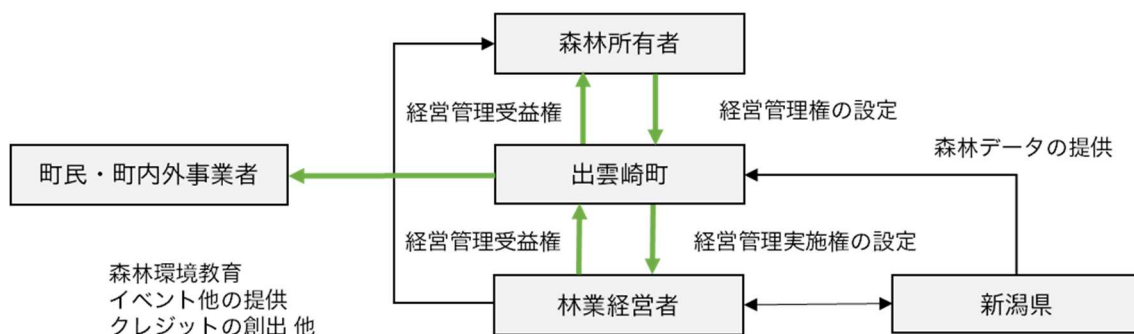 森林所有者
経営管理受益権
経営管理権の設定
森林データの提供
町民・町内外事業者
出雲崎町
経営管理受益権
経営管理実施権の設定
森林環境教育
イベント他の提供
クレジットの創出 他
林業経営者
新潟県